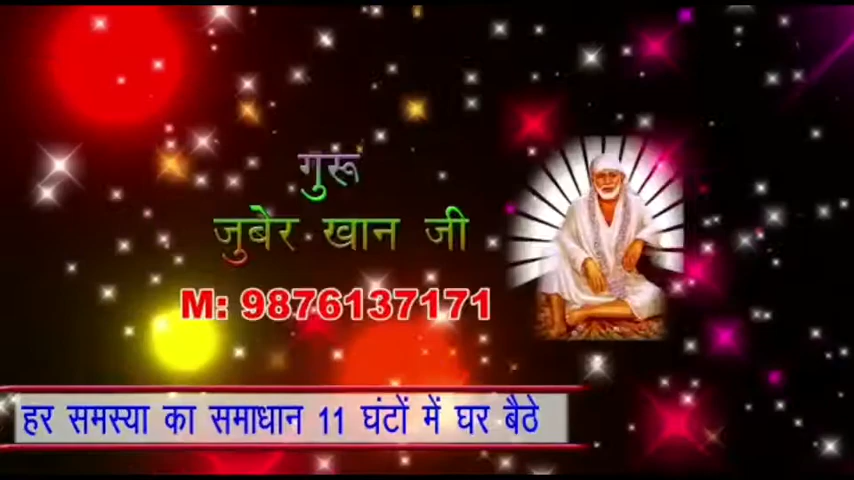 गुरू
जुबेर खान जी
M: 9876137171
हर समस्या का समाधान 11 घंटों में घर बैठे